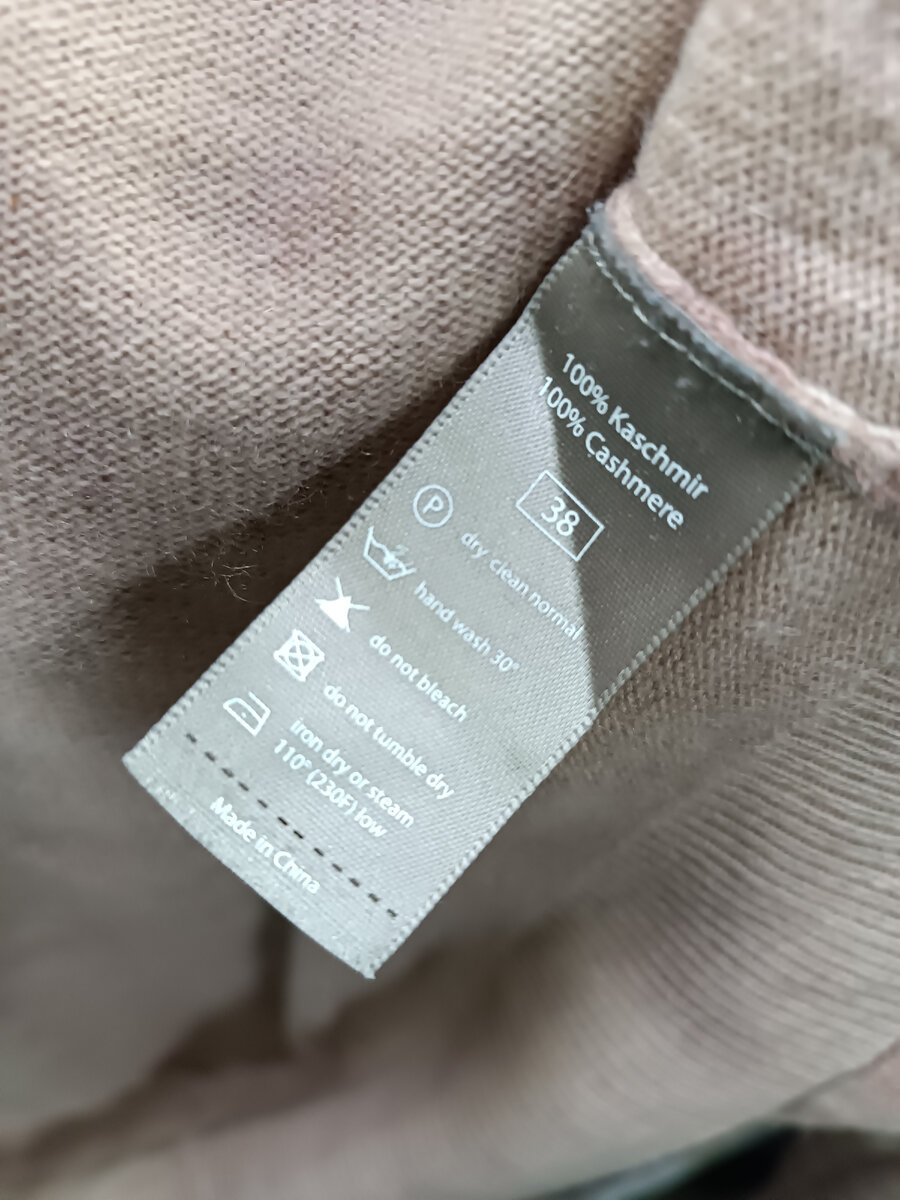 100% Kaschmir
100% Cashmere
38
P
dry clean normal
hand wash 30°
do not bleach
do not tumble dry
iron dry or steam
110° (230F) low
Made in China